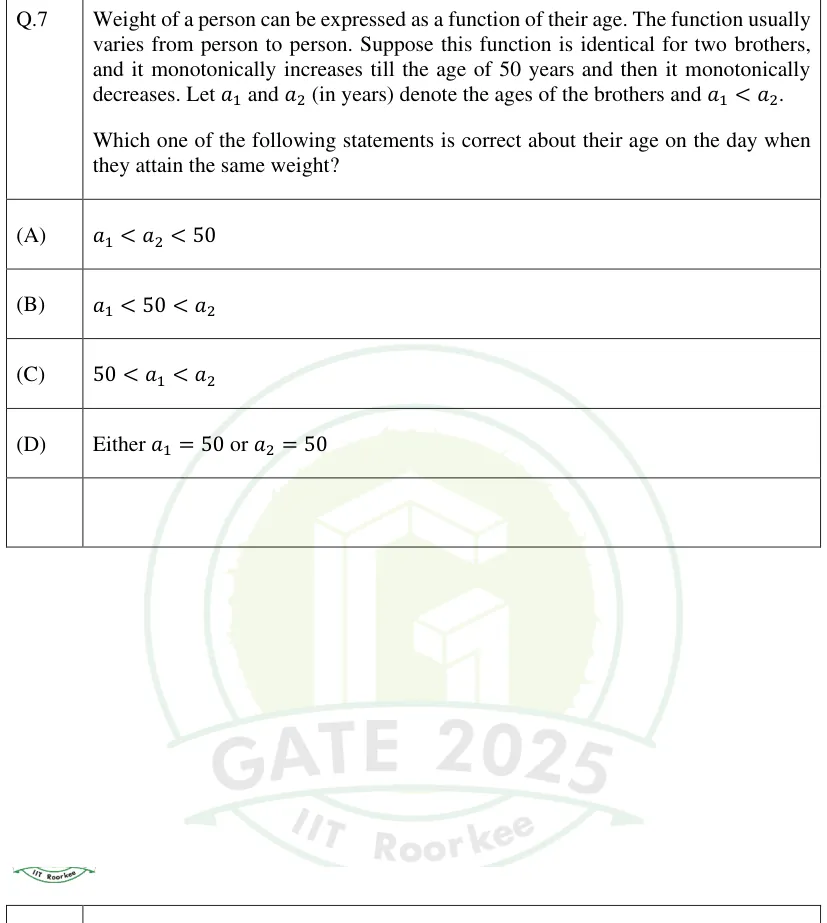 Q.7 Weight of a person can be expressed as a function of their age. The function usually
varies from person to person. Suppose this function is identical for two brothers,
and it monotonically increases till the age of 50 years and then it monotonically
decreases. Let a₁ and a₂ (in years) denote the ages of the brothers and a₁ < a₂.
Which one of the following statements is correct about their age on the day when
they attain the same weight?
(A) a₁ < a₂ < 50
(B) a₁ < 50 < a₂
(C) 50 < a₁ < a₂
(D) Either a₁ = 50 or a₂ = 50
GATE 2025
IIT Roorkee
IIT Roorkee